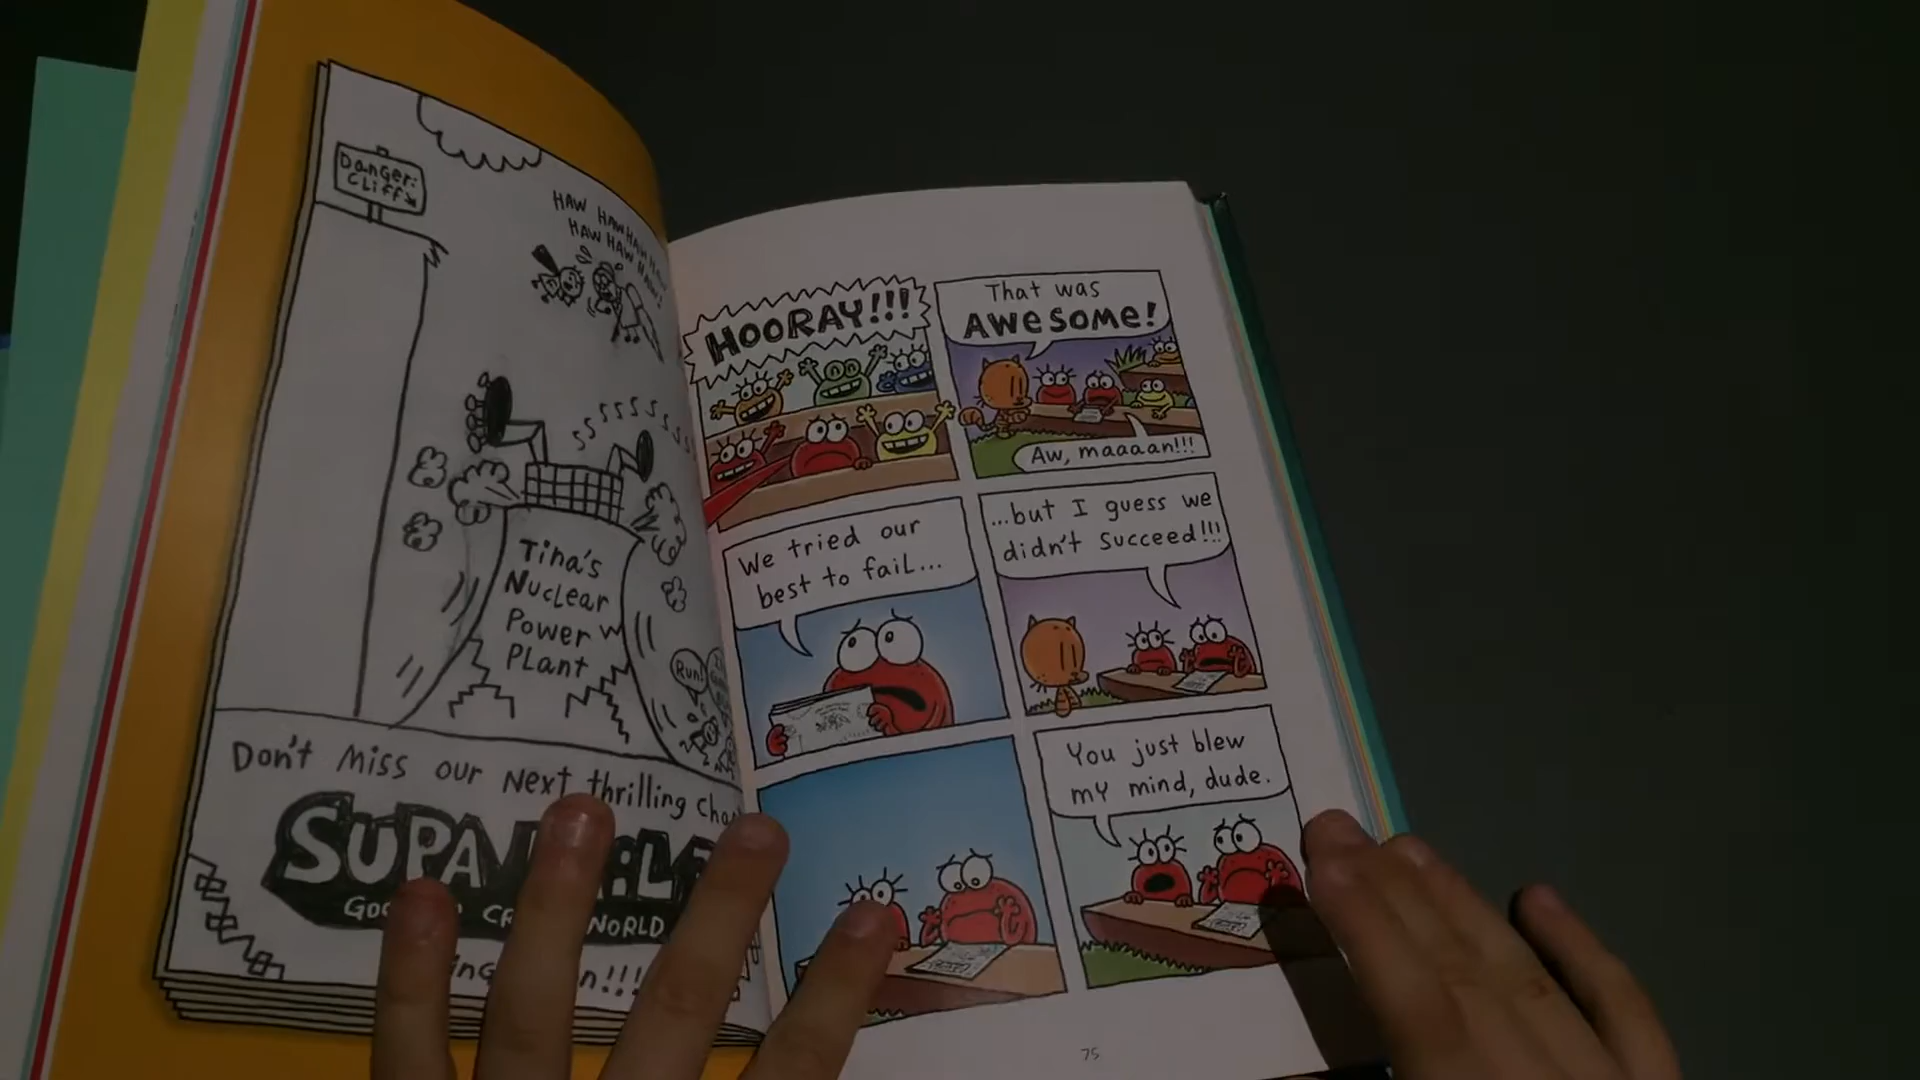 Danger:
CLiff
HAW HAW HAW HAW
HAW HAW HAW!
SSSSSSSS
Tina's
Nuclear
Power
PLant
Run!
Don't Miss our Next thrilling
WORLD
HOORAY!!!
That was
AWESOME!
Aw, maaaan!!!
We tried our
best to fail...
...but I guess we
didn't succeed!!!
You just blew
my mind, dude.
75